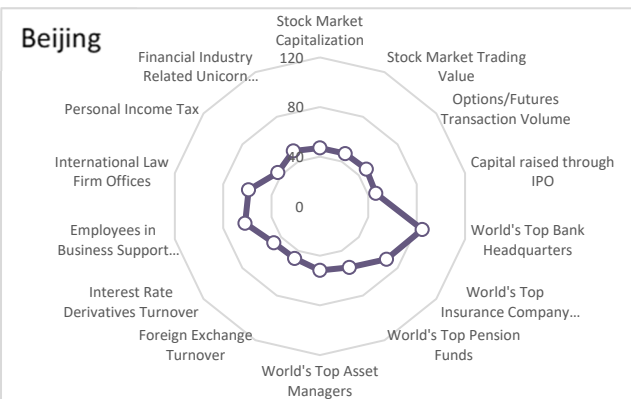 Beijing
Stock Market
Capitalization
Stock Market Trading
Value
Options/Futures
Transaction Volume
Capital raised through
IPO
World's Top Bank
Headquarters
World's Top
Insurance Company…
World's Top Pension
Funds
World's Top Asset
Managers
Foreign Exchange
Turnover
Interest Rate
Derivatives Turnover
Employees in
Business Support…
International Law
Firm Offices
Personal Income Tax
Financial Industry
Related Unicorn…
120
80
40
0